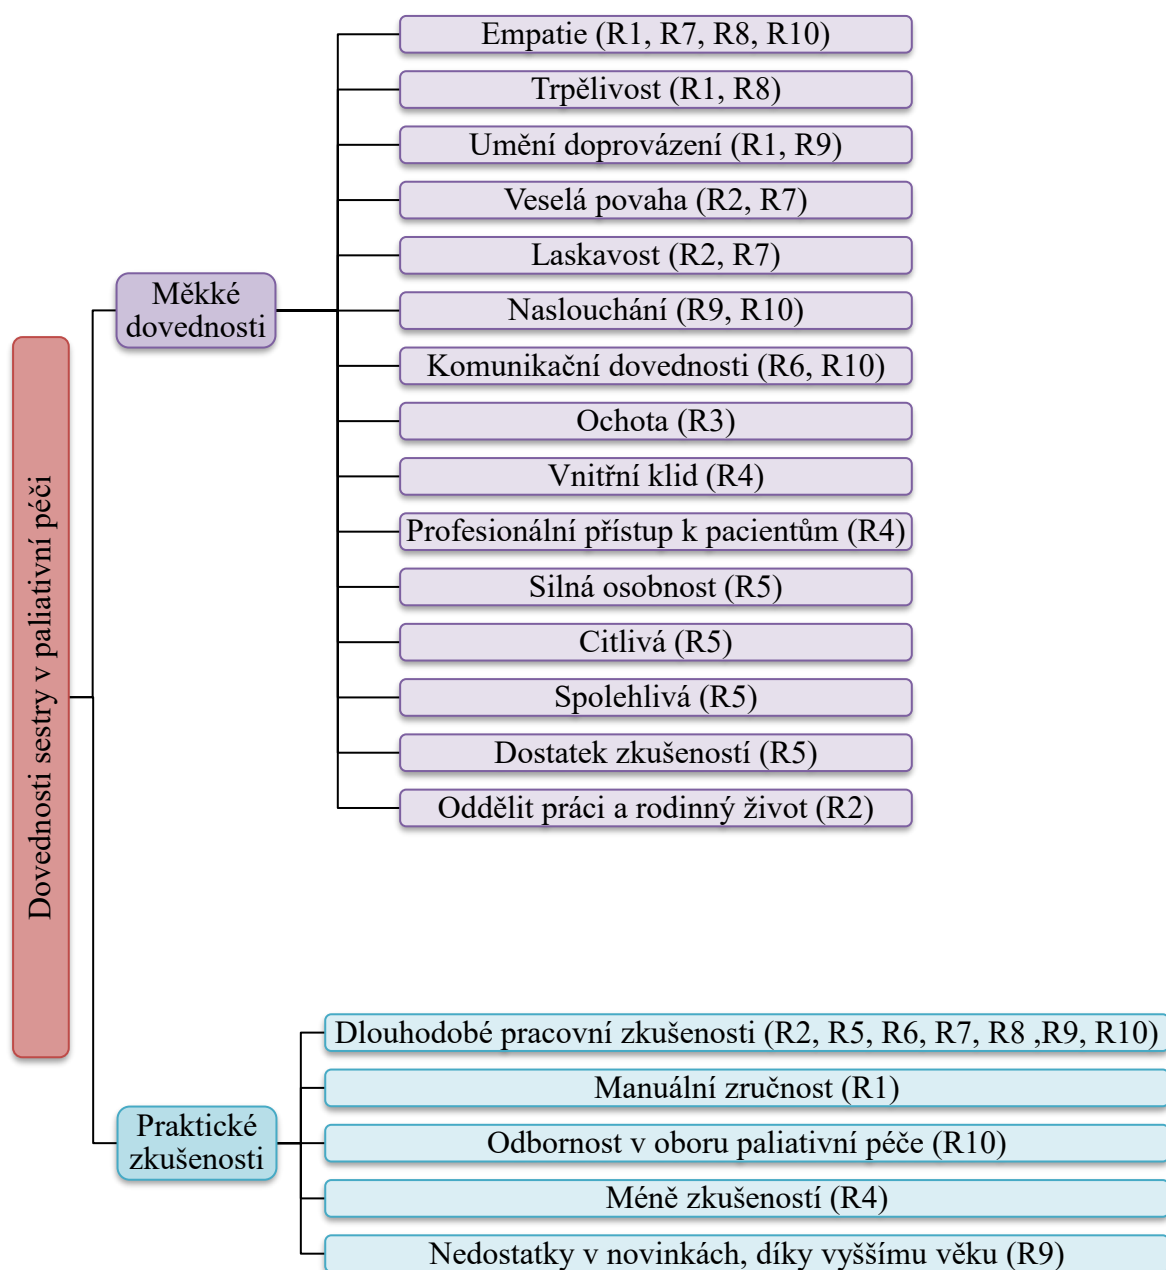 Dovednosti sestry v paliativní péči
Měkké
dovednosti
Empatie (R1, R7, R8, R10)
Trpělivost (R1, R8)
Umění doprovázení (R1, R9)
Veselá povaha (R2, R7)
Laskavost (R2, R7)
Naslouchání (R9, R10)
Komunikační dovednosti (R6, R10)
Ochota (R3)
Vnitřní klid (R4)
Profesionální přístup k pacientům (R4)
Silná osobnost (R5)
Citlivá (R5)
Spolehlivá (R5)
Dostatek zkušeností (R5)
Oddělit práci a rodinný život (R2)
Praktické
zkušenosti
Dlouhodobé pracovní zkušenosti (R2, R5, R6, R7, R8 ,R9, R10)
Manuální zručnost (R1)
Odbornost v oboru paliativní péče (R10)
Méně zkušeností (R4)
Nedostatky v novinkách, díky vyššímu věku (R9)